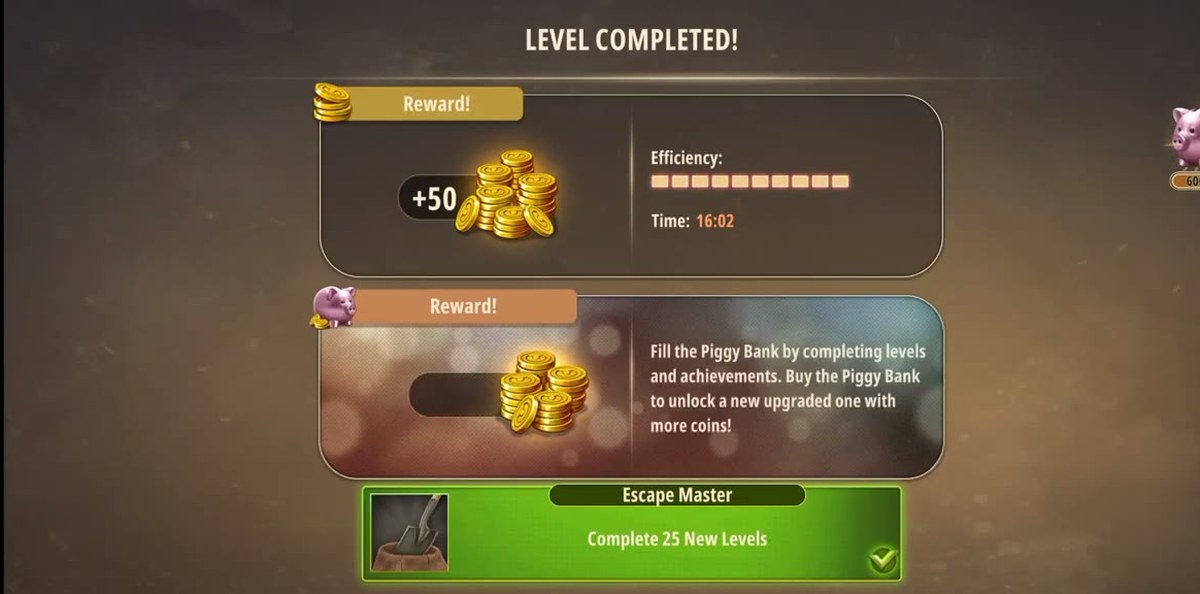 LEVEL COMPLETED!
Reward!
+50
Efficiency:
Time: 16:02
Reward!
Fill the Piggy Bank by completing levels
and achievements. Buy the Piggy Bank
to unlock a new upgraded one with
more coins!
Escape Master
Complete 25 New Levels